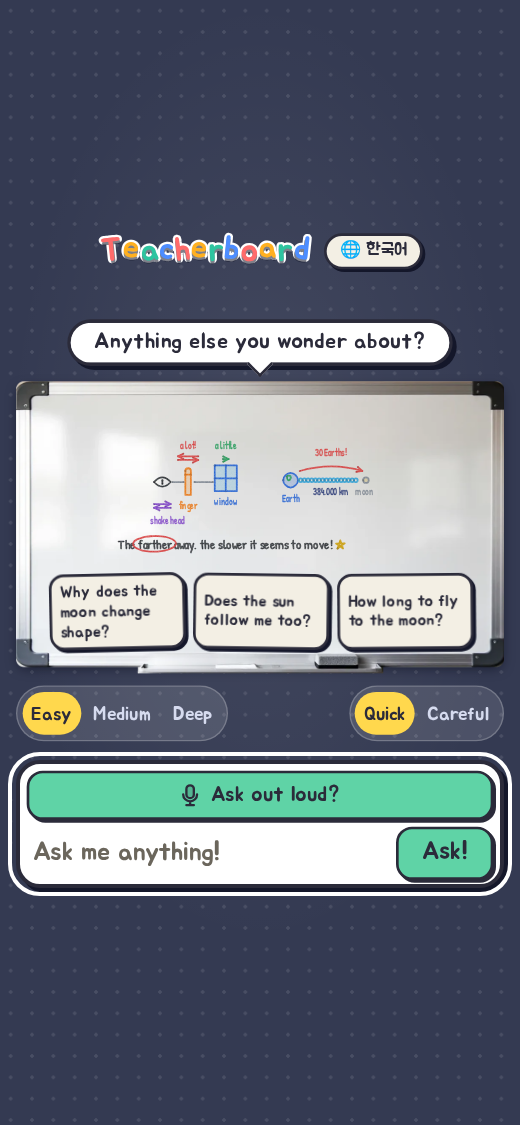 Teacherboard
한국어
Anything else you wonder about?
a lot!
a little
30 Earths!
finger
window
shake head
Earth
384,000 km
moon
The farther away, the slower it seems to move!
Why does the
moon change
shape?
Does the sun
follow me too?
How long to fly
to the moon?
Easy
Medium
Deep
Quick
Careful
Ask out loud?
Ask me anything!
Ask!